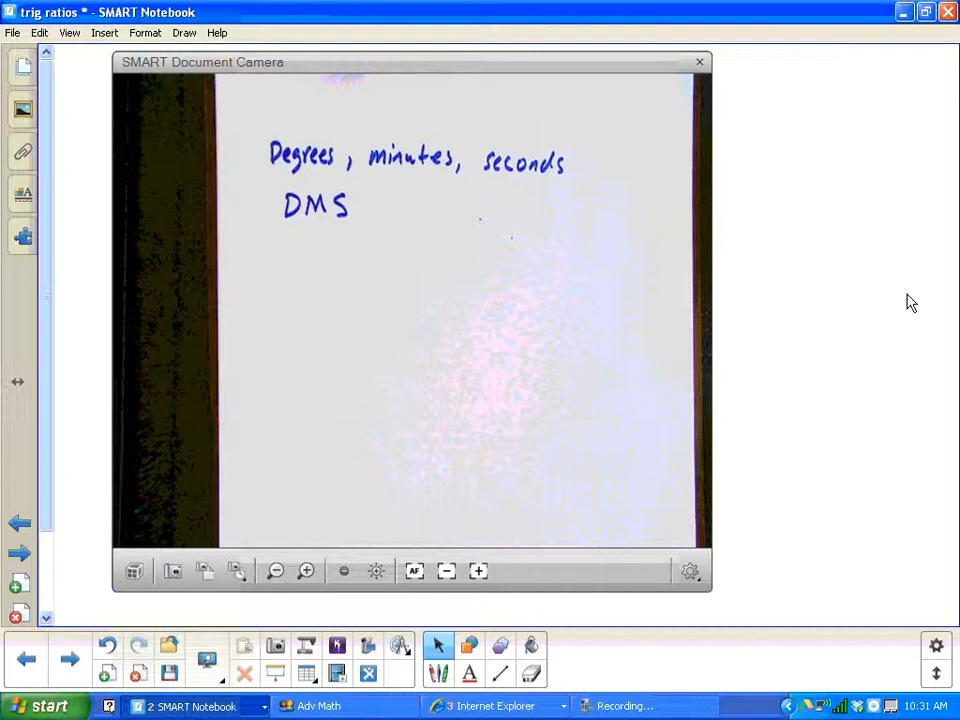 trig ratios * - SMART Notebook
File Edit View Insert Format Draw Help
SMART Document Camera
Degrees, minutes, seconds
DMS
AF
A
start
2 SMART Notebook
Adv Math
3 Internet Explorer
Recording...
10:31 AM